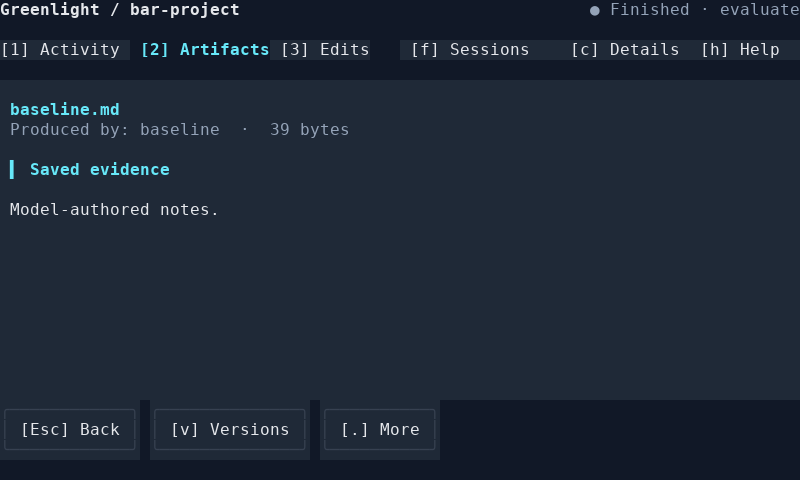 Greenlight / bar-project ● Finished · evaluate
[1] Activity [2] Artifacts [3] Edits [f] Sessions [c] Details [h] Help
baseline.md
Produced by: baseline · 39 bytes
Saved evidence
Model-authored notes.
[Esc] Back [v] Versions [.] More